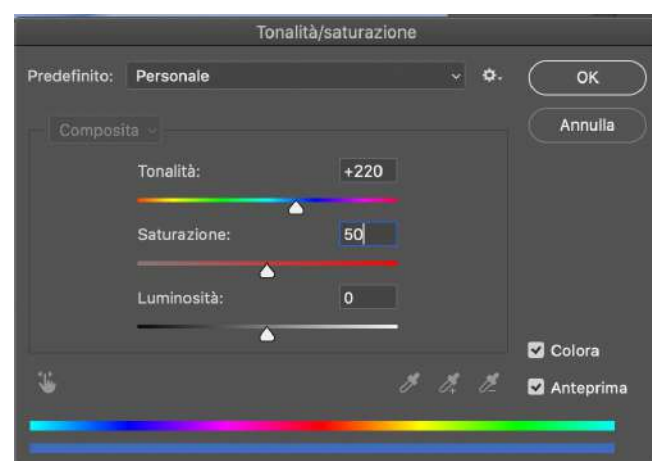 Tonalità/saturazione
Predefinito: Personale
OK
Composita
Annulla
Tonalità: +220
Saturazione: 50
Luminosità: 0
Colora
Anteprima